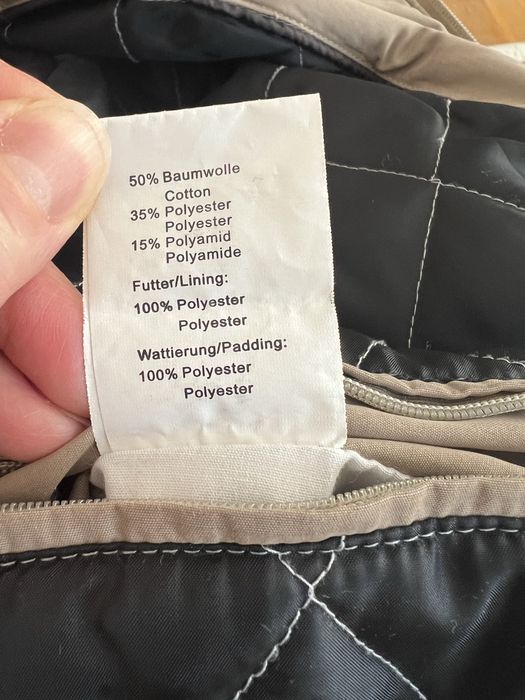 50% Baumwolle
Cotton
35% Polyester
Polyester
15% Polyamid
Polyamide
Futter/Lining:
100% Polyester
Polyester
Wattierung/Padding:
100% Polyester
Polyester